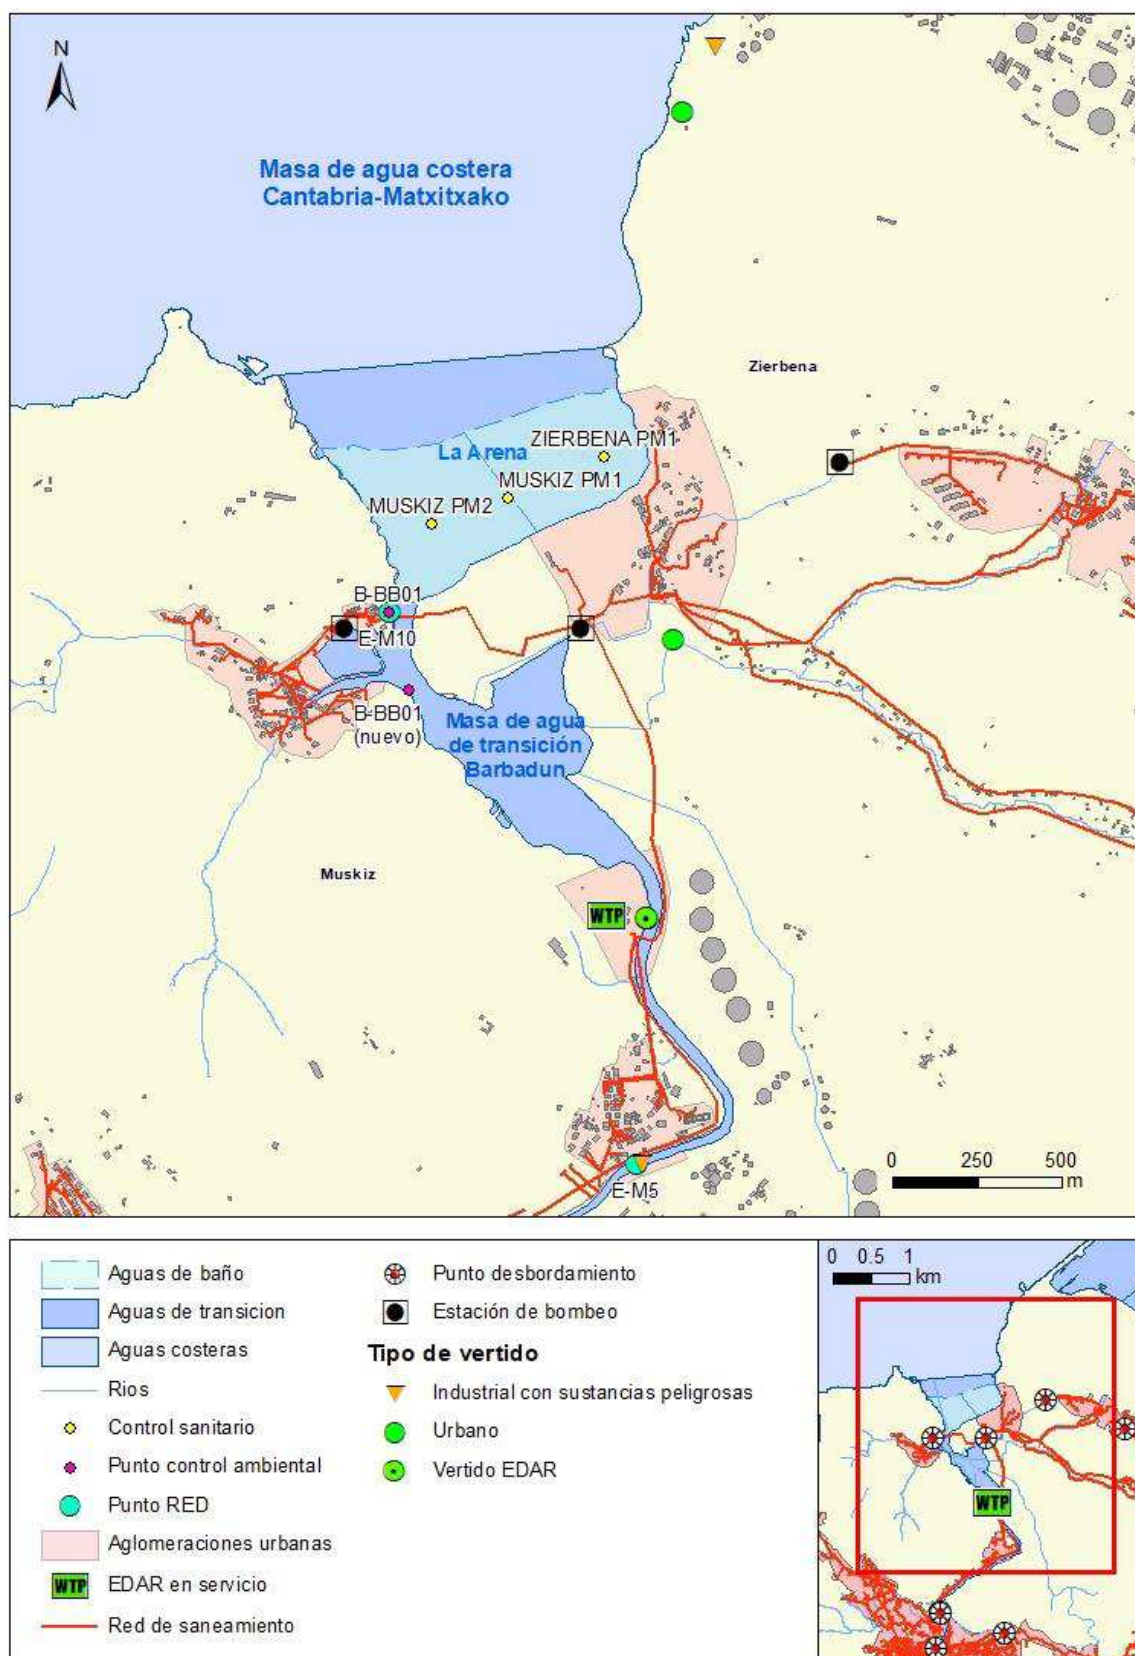 N
Masa de agua costera
Cantabria-Matxitxako
Zierbena
ZIERBENA PM1
La Arena
MUSKIZ PM1
MUSKIZ PM2
B-BB01
E-M10
B-BB01
(nuevo)
Masa de agua
de transición
Barbadun
Muskiz
WTP
0 250 500
m
E-M5
Aguas de baño
Aguas de transicion
Aguas costeras
Rios
Control sanitario
Punto control ambiental
Punto RED
Aglomeraciones urbanas
WTP EDAR en servicio
Red de saneamiento
Punto desbordamiento
Estación de bombeo
Tipo de vertido
Industrial con sustancias peligrosas
Urbano
Vertido EDAR
0 0.5 1
km
WTP